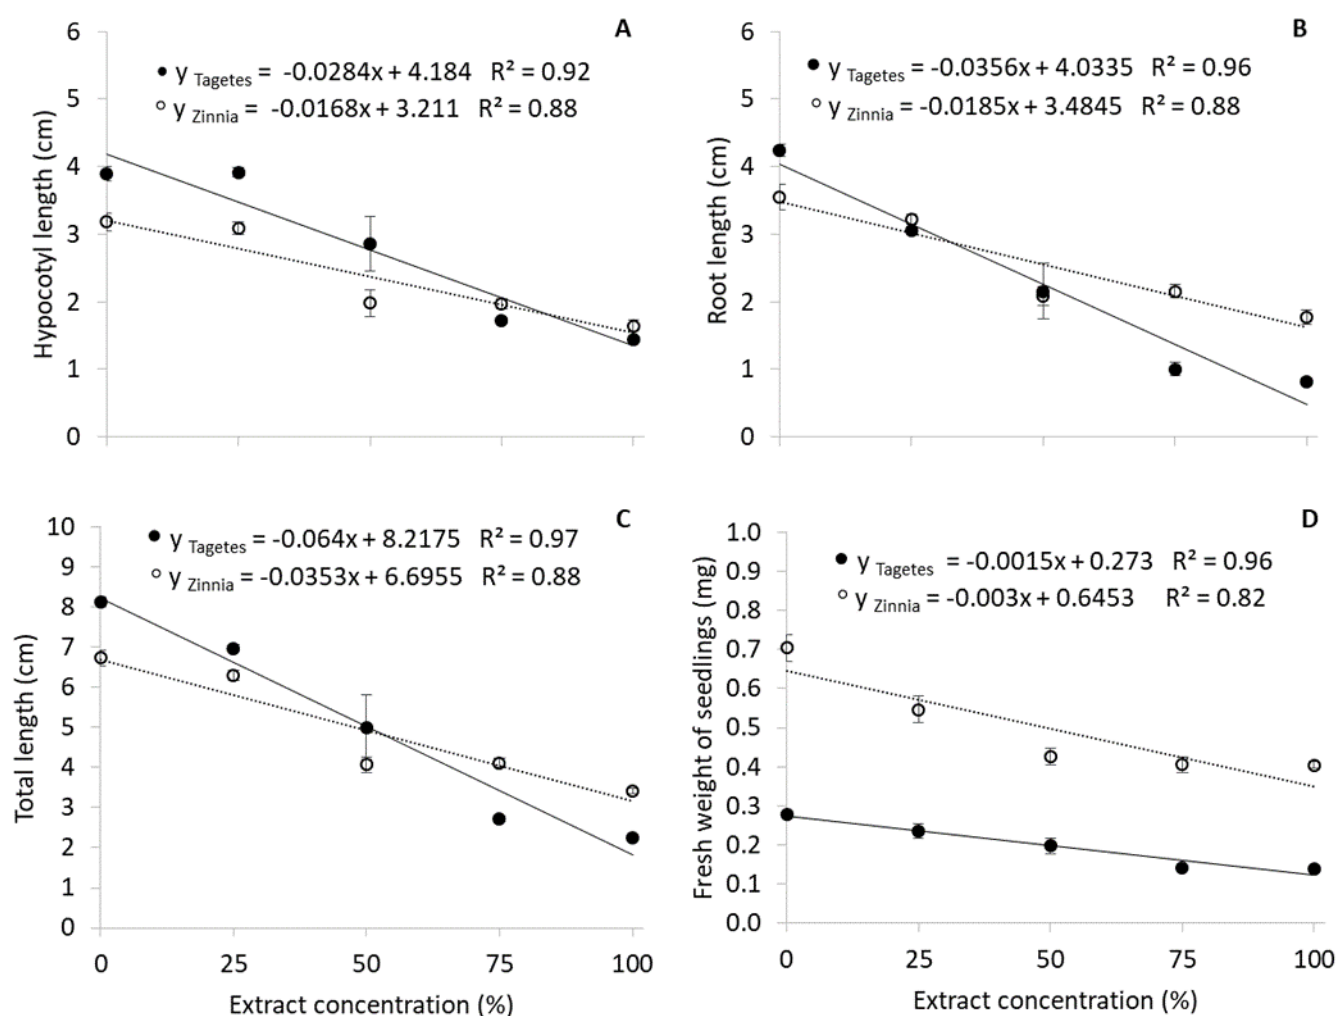 A
y Tagetes = -0.0284x + 4.184 R² = 0.92
y Zinnia = -0.0168x + 3.211 R² = 0.88
Hypocotyl length (cm)
6
5
4
3
2
1
0
B
y Tagetes = -0.0356x + 4.0335 R² = 0.96
y Zinnia = -0.0185x + 3.4845 R² = 0.88
Root length (cm)
6
5
4
3
2
1
0
C
y Tagetes = -0.064x + 8.2175 R² = 0.97
y Zinnia = -0.0353x + 6.6955 R² = 0.88
Total length (cm)
10
9
8
7
6
5
4
3
2
1
0
0 25 50 75 100
Extract concentration (%)
D
y Tagetes = -0.0015x + 0.273 R² = 0.96
y Zinnia = -0.003x + 0.6453 R² = 0.82
Fresh weight of seedlings (mg)
1.0
0.9
0.8
0.7
0.6
0.5
0.4
0.3
0.2
0.1
0.0
0 25 50 75 100
Extract concentration (%)